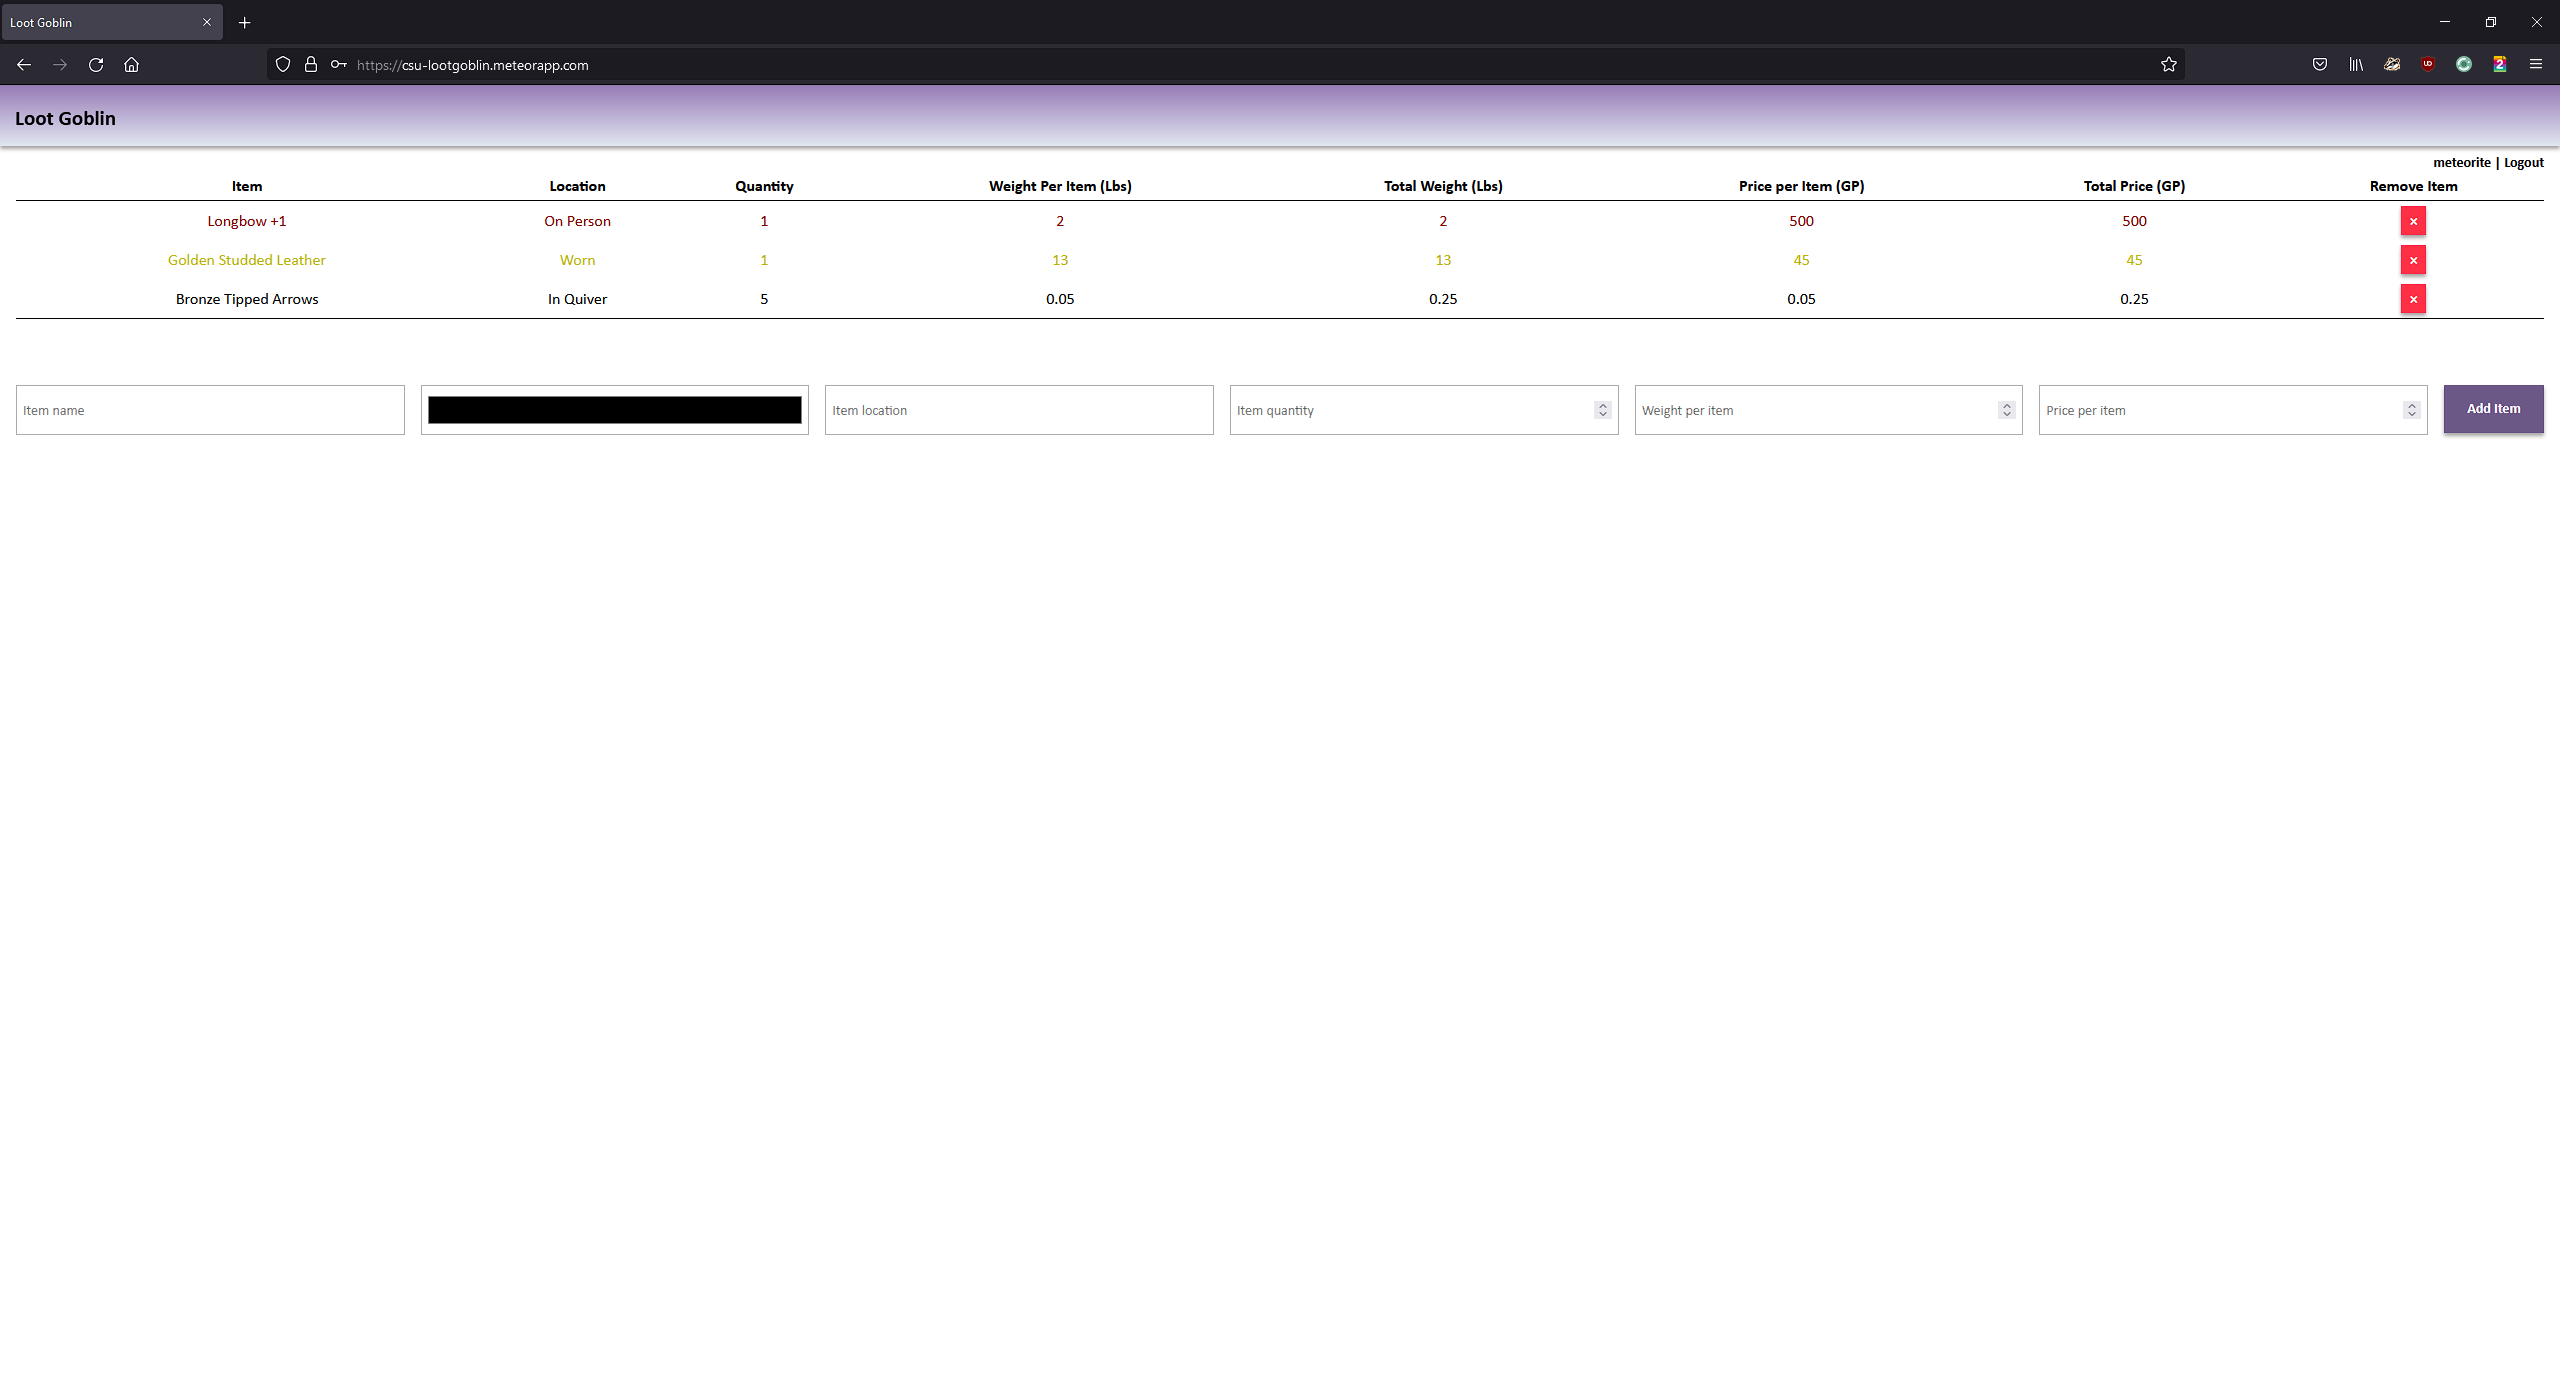 Loot Goblin
https://csu-lootgoblin.meteorapp.com
Loot Goblin
meteorite | Logout
Item Location Quantity Weight Per Item (Lbs) Total Weight (Lbs) Price per Item (GP) Total Price (GP) Remove Item
Longbow +1 On Person 1 2 2 500 500 ×
Golden Studded Leather Worn 1 13 13 45 45 ×
Bronze Tipped Arrows In Quiver 5 0.05 0.25 0.05 0.25 ×
Item name Item location Item quantity Weight per item Price per item Add Item